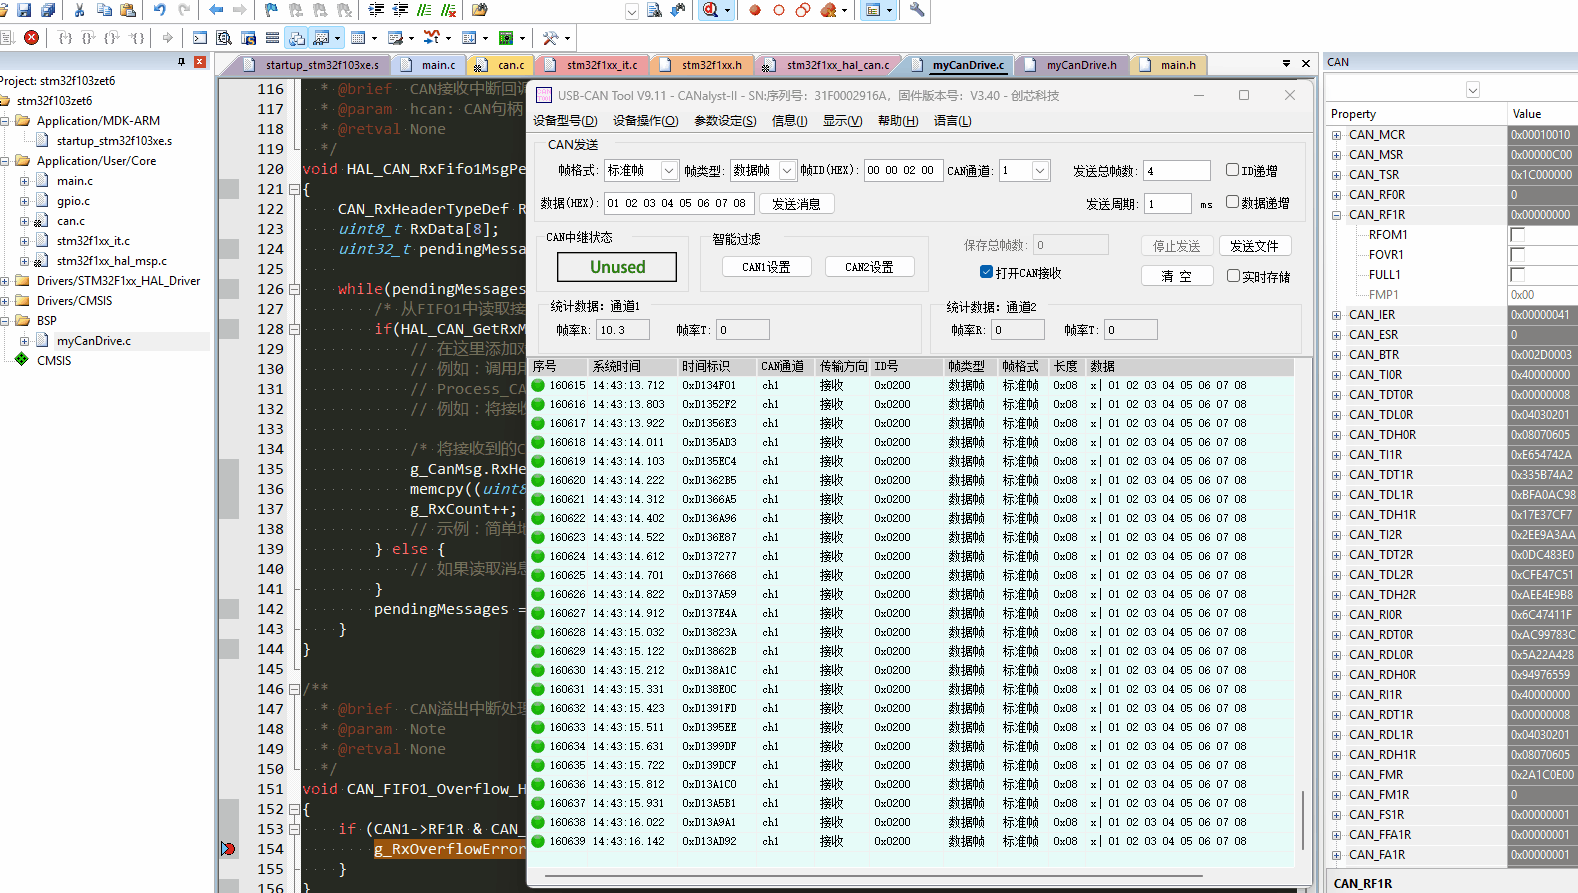 startup_stm32f103xe.s
main.c
can.c
stm32f1xx_it.c
stm32f1xx.h
stm32f1xx_hal_can.c
myCanDrive.c
myCanDrive.h
main.h
Project: stm32f103zet6
stm32f103zet6
Application/MDK-ARM
startup_stm32f103xe.s
Application/User/Core
main.c
gpio.c
can.c
stm32f1xx_it.c
stm32f1xx_hal_msp.c
Drivers/STM32F1xx_HAL_Driver
Drivers/CMSIS
BSP
myCanDrive.c
CMSIS
116 * @brief CAN接收中断回调
117 * @param hcan: CAN句柄
118 * @retval None
119 */
120 void HAL_CAN_RxFifo1MsgPe
121 {
122 CAN_RxHeaderTypeDef R
123 uint8_t RxData[8];
124 uint32_t pendingMessa
125
126 while(pendingMessages
127 /* 从FIFO1中读取接
128 if(HAL_CAN_GetRxM
129 // 在这里添加对
130 // 例如：调用用
131 // Process_CA
132 // 例如：将接收
133
134 /* 将接收到的C
135 g_CanMsg.RxHe
136 memcpy((uint8
137 g_RxCount++;
138 // 示例：简单地
139 } else {
140 // 如果读取消息
141 }
142 pendingMessages =
143 }
144 }
145
146 /**
147 * @brief CAN溢出中断处理
148 * @param Note
149 * @retval None
150 */
151 void CAN_FIFO1_Overflow_H
152 {
153 if (CAN1->RF1R & CAN_
154 g_RxOverflowError
155 }
156 }
USB-CAN Tool V9.11 - CANalyst-II - SN:序列号：31F0002916A，固件版本号：V3.40 - 创芯科技
设备型号(D) 设备操作(O) 参数设定(S) 信息(I) 显示(V) 帮助(H) 语言(L)
CAN发送
帧格式: 标准帧 帧类型: 数据帧 帧ID(HEX): 00 00 02 00 CAN通道: 1 发送总帧数: 4 ID递增
数据(HEX): 01 02 03 04 05 06 07 08 发送消息 发送周期: 1 ms 数据递增
CAN中继状态
Unused
智能过滤
CAN1设置 CAN2设置
保存总帧数: 0 停止发送 发送文件
打开CAN接收 清 空 实时存储
统计数据：通道1
帧率R: 10.3 帧率T: 0
统计数据：通道2
帧率R: 0 帧率T: 0
序号 系统时间 时间标识 CAN通道 传输方向 ID号 帧类型 帧格式 长度 数据
160615 14:43:13.712 0xD134F01 ch1 接收 0x0200 数据帧 标准帧 0x08 x| 01 02 03 04 05 06 07 08
160616 14:43:13.803 0xD1352F2 ch1 接收 0x0200 数据帧 标准帧 0x08 x| 01 02 03 04 05 06 07 08
160617 14:43:13.922 0xD1356E3 ch1 接收 0x0200 数据帧 标准帧 0x08 x| 01 02 03 04 05 06 07 08
160618 14:43:14.011 0xD135AD3 ch1 接收 0x0200 数据帧 标准帧 0x08 x| 01 02 03 04 05 06 07 08
160619 14:43:14.103 0xD135EC4 ch1 接收 0x0200 数据帧 标准帧 0x08 x| 01 02 03 04 05 06 07 08
160620 14:43:14.222 0xD1362B5 ch1 接收 0x0200 数据帧 标准帧 0x08 x| 01 02 03 04 05 06 07 08
160621 14:43:14.312 0xD1366A5 ch1 接收 0x0200 数据帧 标准帧 0x08 x| 01 02 03 04 05 06 07 08
160622 14:43:14.402 0xD136A96 ch1 接收 0x0200 数据帧 标准帧 0x08 x| 01 02 03 04 05 06 07 08
160623 14:43:14.522 0xD136E87 ch1 接收 0x0200 数据帧 标准帧 0x08 x| 01 02 03 04 05 06 07 08
160624 14:43:14.612 0xD137277 ch1 接收 0x0200 数据帧 标准帧 0x08 x| 01 02 03 04 05 06 07 08
160625 14:43:14.701 0xD137668 ch1 接收 0x0200 数据帧 标准帧 0x08 x| 01 02 03 04 05 06 07 08
160626 14:43:14.822 0xD137A59 ch1 接收 0x0200 数据帧 标准帧 0x08 x| 01 02 03 04 05 06 07 08
160627 14:43:14.912 0xD137E4A ch1 接收 0x0200 数据帧 标准帧 0x08 x| 01 02 03 04 05 06 07 08
160628 14:43:15.032 0xD13823A ch1 接收 0x0200 数据帧 标准帧 0x08 x| 01 02 03 04 05 06 07 08
160629 14:43:15.122 0xD13862B ch1 接收 0x0200 数据帧 标准帧 0x08 x| 01 02 03 04 05 06 07 08
160630 14:43:15.212 0xD138A1C ch1 接收 0x0200 数据帧 标准帧 0x08 x| 01 02 03 04 05 06 07 08
160631 14:43:15.331 0xD138E0C ch1 接收 0x0200 数据帧 标准帧 0x08 x| 01 02 03 04 05 06 07 08
160632 14:43:15.423 0xD1391FD ch1 接收 0x0200 数据帧 标准帧 0x08 x| 01 02 03 04 05 06 07 08
160633 14:43:15.511 0xD1395EE ch1 接收 0x0200 数据帧 标准帧 0x08 x| 01 02 03 04 05 06 07 08
160634 14:43:15.631 0xD1399DF ch1 接收 0x0200 数据帧 标准帧 0x08 x| 01 02 03 04 05 06 07 08
160635 14:43:15.722 0xD139DCF ch1 接收 0x0200 数据帧 标准帧 0x08 x| 01 02 03 04 05 06 07 08
160636 14:43:15.812 0xD13A1C0 ch1 接收 0x0200 数据帧 标准帧 0x08 x| 01 02 03 04 05 06 07 08
160637 14:43:15.931 0xD13A5B1 ch1 接收 0x0200 数据帧 标准帧 0x08 x| 01 02 03 04 05 06 07 08
160638 14:43:16.022 0xD13A9A1 ch1 接收 0x0200 数据帧 标准帧 0x08 x| 01 02 03 04 05 06 07 08
160639 14:43:16.142 0xD13AD92 ch1 接收 0x0200 数据帧 标准帧 0x08 x| 01 02 03 04 05 06 07 08
CAN
Property Value
CAN_MCR 0x00010010
CAN_MSR 0x00000C00
CAN_TSR 0x1C000000
CAN_RF0R 0
CAN_RF1R 0x00000000
RFOM1
FOVR1
FULL1
FMP1 0x00
CAN_IER 0x00000041
CAN_ESR 0
CAN_BTR 0x002D0003
CAN_TI0R 0x40000000
CAN_TDT0R 0x00000008
CAN_TDL0R 0x04030201
CAN_TDH0R 0x08070605
CAN_TI1R 0xE654742A
CAN_TDT1R 0x335B74A2
CAN_TDL1R 0xBFA0AC98
CAN_TDH1R 0x17E37CF7
CAN_TI2R 0x2EE9A3AA
CAN_TDT2R 0x0DC483E0
CAN_TDL2R 0xCFE47C51
CAN_TDH2R 0xAEE4E9B8
CAN_RI0R 0x6C47411F
CAN_RDT0R 0xAC99783C
CAN_RDL0R 0x5A22A428
CAN_RDH0R 0x94976559
CAN_RI1R 0x40000000
CAN_RDT1R 0x00000008
CAN_RDL1R 0x04030201
CAN_RDH1R 0x08070605
CAN_FMR 0x2A1C0E00
CAN_FM1R 0
CAN_FS1R 0x00000001
CAN_FFA1R 0x00000001
CAN_FA1R 0x00000001
CAN_RF1R